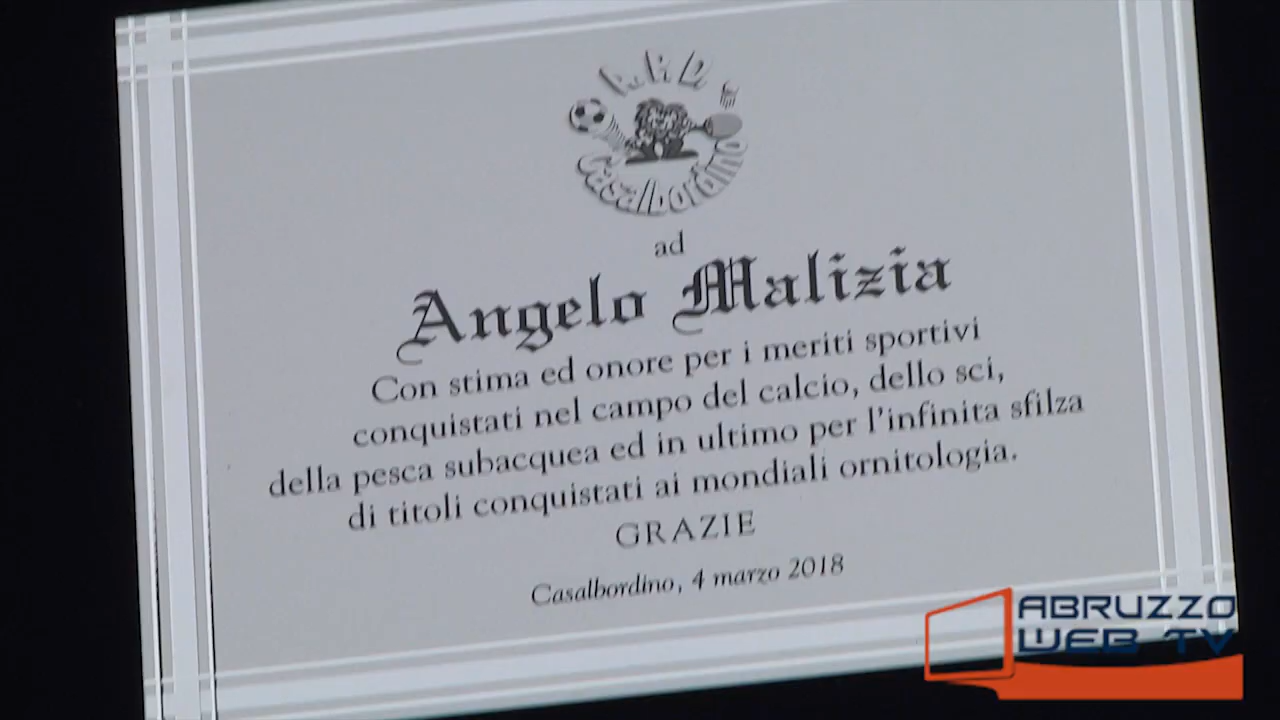 Casalbordino
ad
Angelo Malizia
Con stima ed onore per i meriti sportivi
conquistati nel campo del calcio, dello sci,
della pesca subacquea ed in ultimo per l'infinita sfilza
di titoli conquistati ai mondiali ornitologia.
GRAZIE
Casalbordino, 4 marzo 2018
ABRUZZO
WEB TV